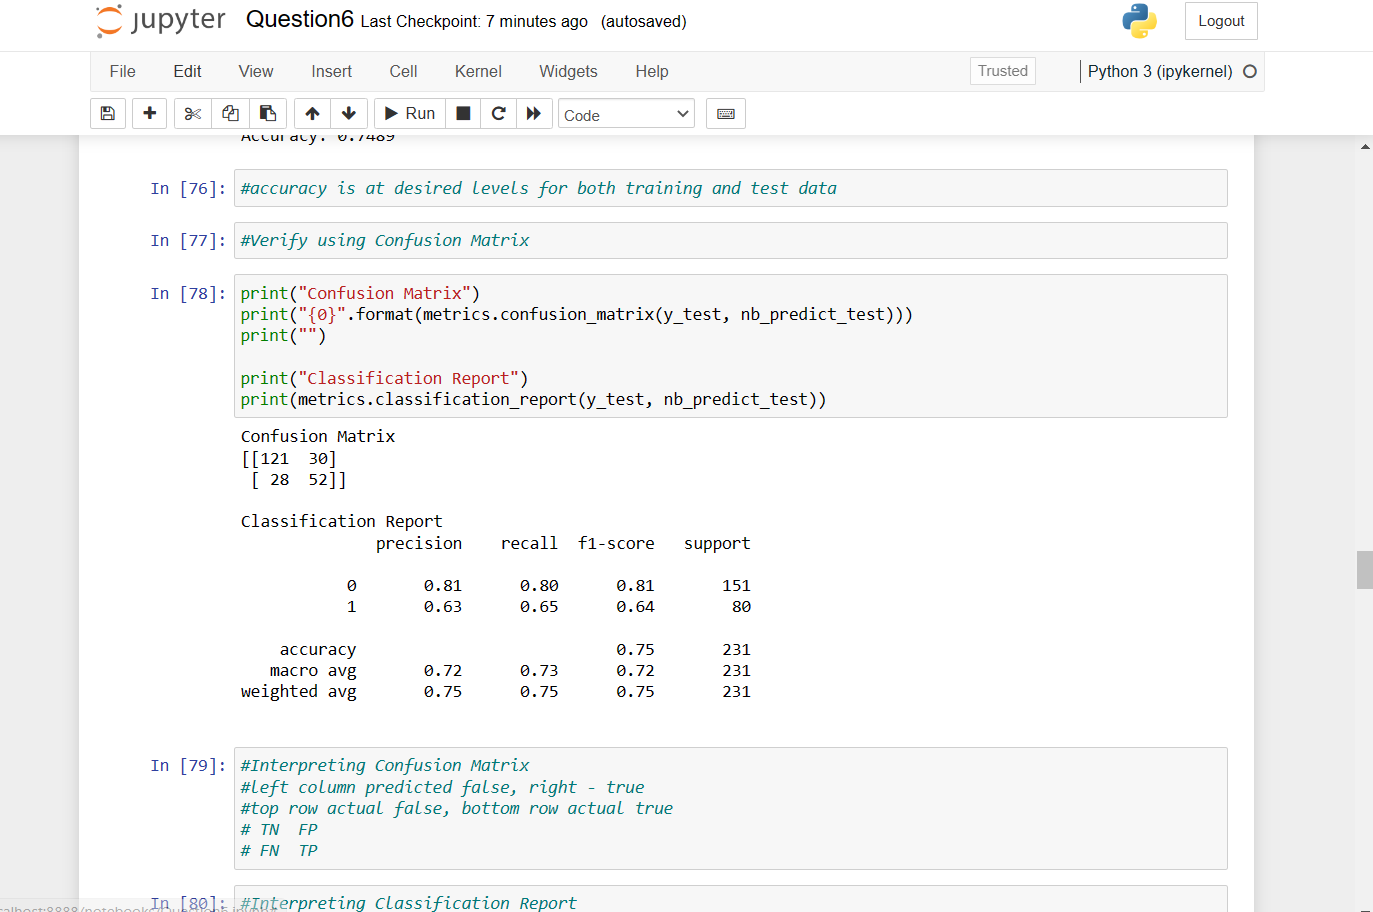 jupyter Question6 Last Checkpoint: 7 minutes ago (autosaved) Logout
File Edit View Insert Cell Kernel Widgets Help Trusted Python 3 (ipykernel)
Run Code
Accuracy: 0.7489
In [76]: #accuracy is at desired levels for both training and test data
In [77]: #Verify using Confusion Matrix
In [78]: print("Confusion Matrix")
print("{0}".format(metrics.confusion_matrix(y_test, nb_predict_test)))
print("")
print("Classification Report")
print(metrics.classification_report(y_test, nb_predict_test))
Confusion Matrix
[[121 30]
[ 28 52]]
Classification Report
precision recall f1-score support
0 0.81 0.80 0.81 151
1 0.63 0.65 0.64 80
accuracy 0.75 231
macro avg 0.72 0.73 0.72 231
weighted avg 0.75 0.75 0.75 231
In [79]: #Interpreting Confusion Matrix
#left column predicted false, right - true
#top row actual false, bottom row actual true
# TN FP
# FN TP
In [80]: #Interpreting Classification Report